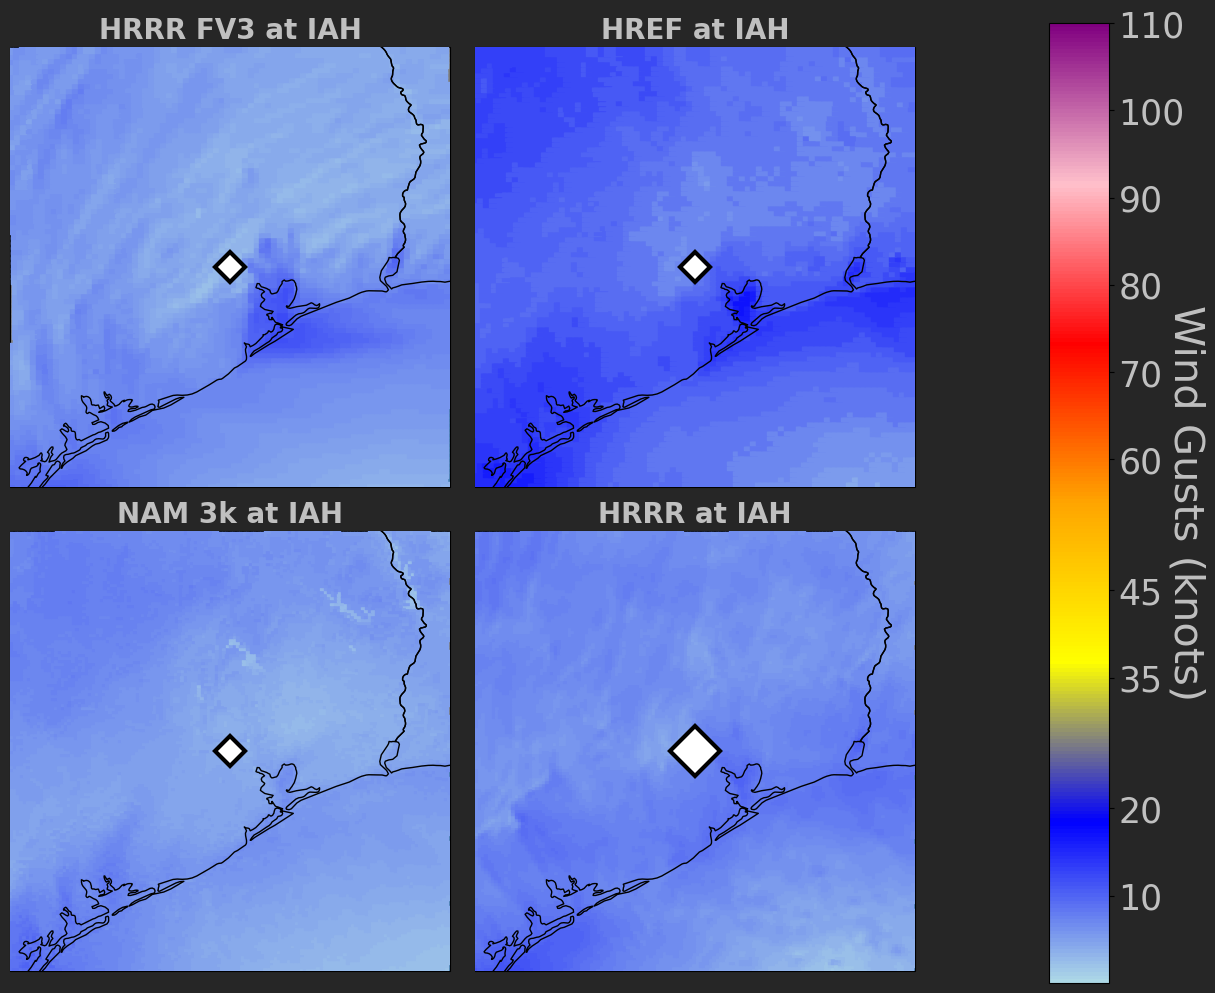 HRRR FV3 at IAH
HREF at IAH
NAM 3k at IAH
HRRR at IAH
110
100
90
80
70
60
45
35
20
10
Wind Gusts (knots)